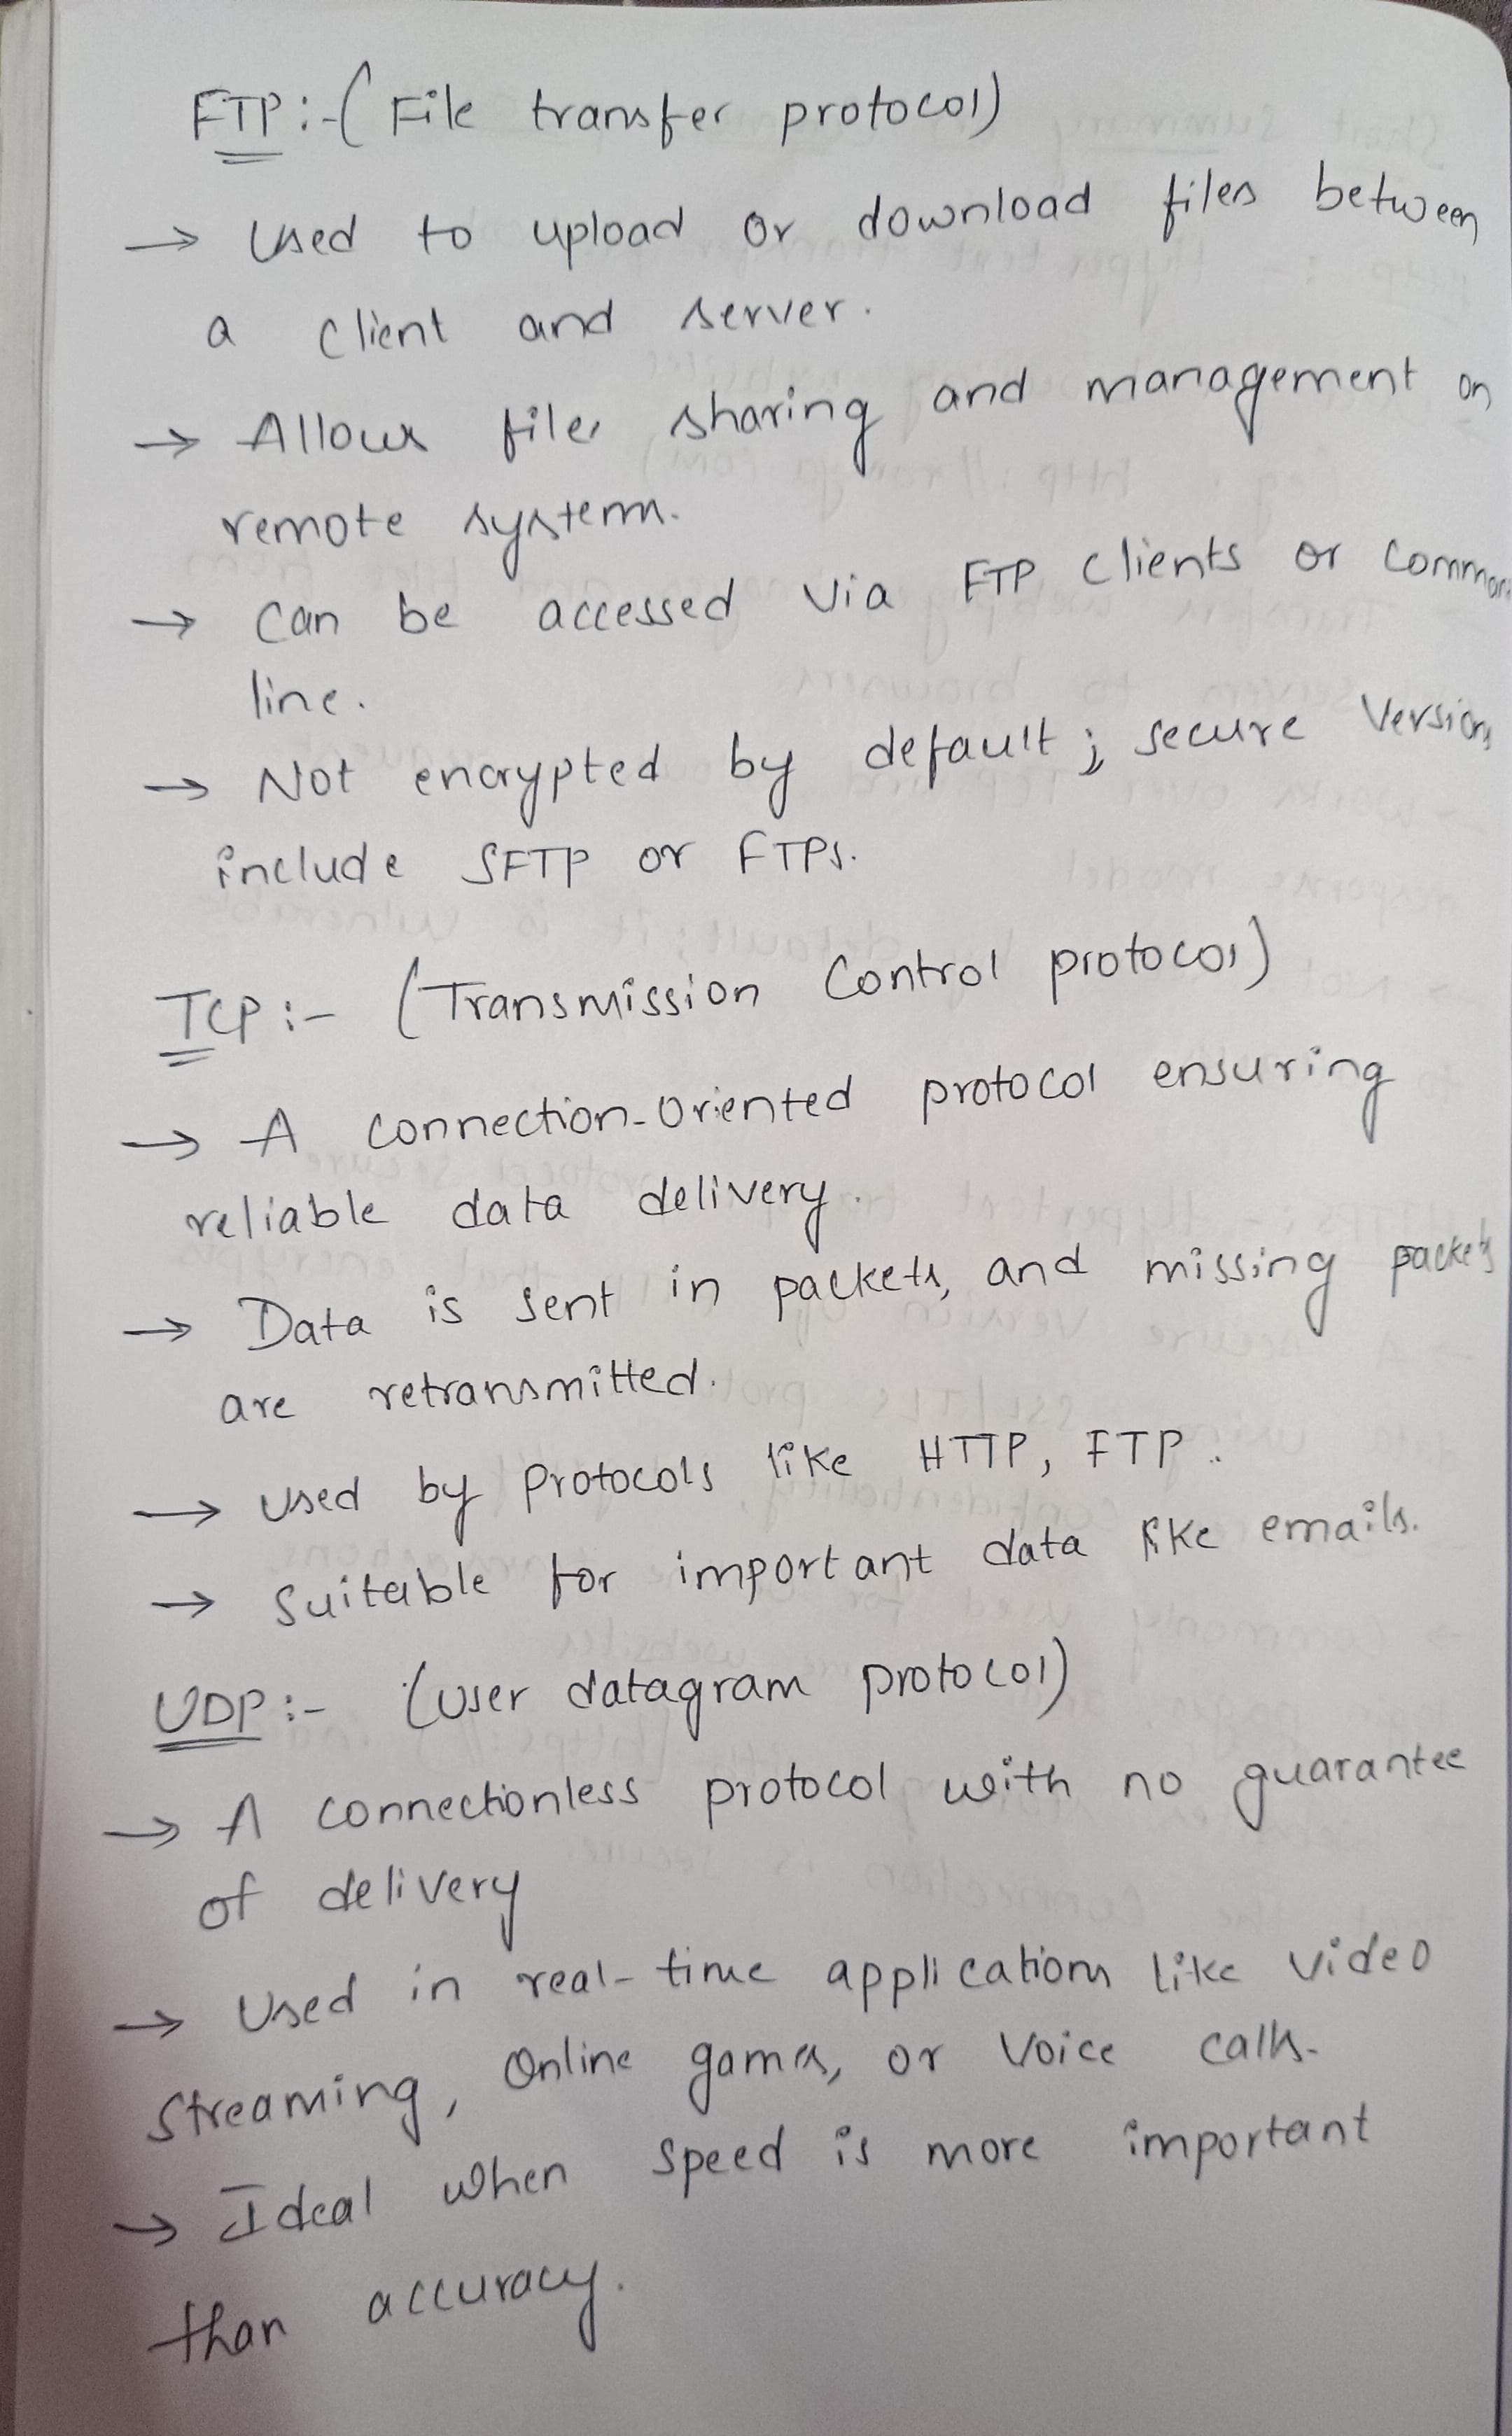 FTP :- ( File transfer protocol)
→ Used to upload or download files between
a client and server.
→ Allows file sharing and management on
remote system.
→ Can be accessed via FTP clients or
line.
→ Not encrypted by default ; secure versions
include SFTP or FTPs.
TCP :- (Transmission Control protocol)
→ A connection-oriented protocol ensuring
reliable data delivery.
→ Data is sent in packets, and missing packets
are retransmitted.
→ used by protocols like HTTP, FTP.
→ Suitable for important data like emails.
UDP :- (user datagram protocol)
→ A connectionless protocol with no guarantee
of delivery
→ Used in real-time applications like video
streaming, Online games, or voice calls.
→ Ideal when speed is more important
than accuracy.